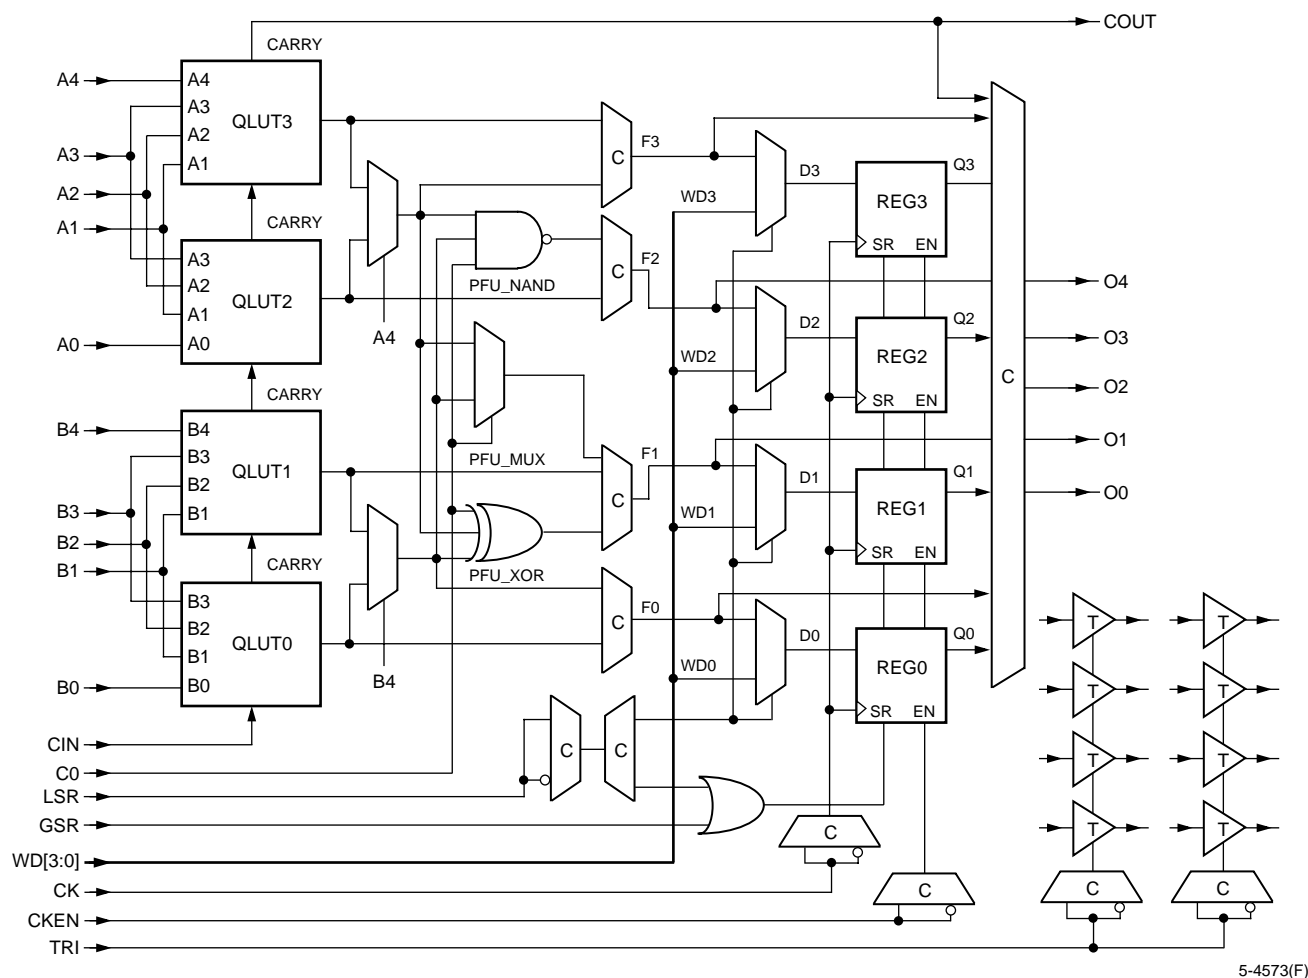 COUT
CARRY
A4
A4
A3
QLUT3
A2
A1
A3
A2
A1
C
F3
D3
Q3
REG3
WD3
SR
EN
CARRY
A3
A2
QLUT2
A1
A0
A0
A4
PFU_NAND
C
F2
D2
Q2
REG2
WD2
SR
EN
C
O4
O3
O2
O1
O0
CARRY
B4
B4
B3
QLUT1
B2
B1
B3
B2
B1
PFU_MUX
C
F1
D1
Q1
REG1
WD1
SR
EN
CARRY
PFU_XOR
B3
B2
QLUT0
B1
B0
B0
B4
C
F0
D0
Q0
REG0
WD0
SR
EN
T
T
T
T
T
T
T
T
CIN
C0
LSR
GSR
WD[3:0]
CK
CKEN
TRI
C
C
C
C
C
C
5-4573(F)